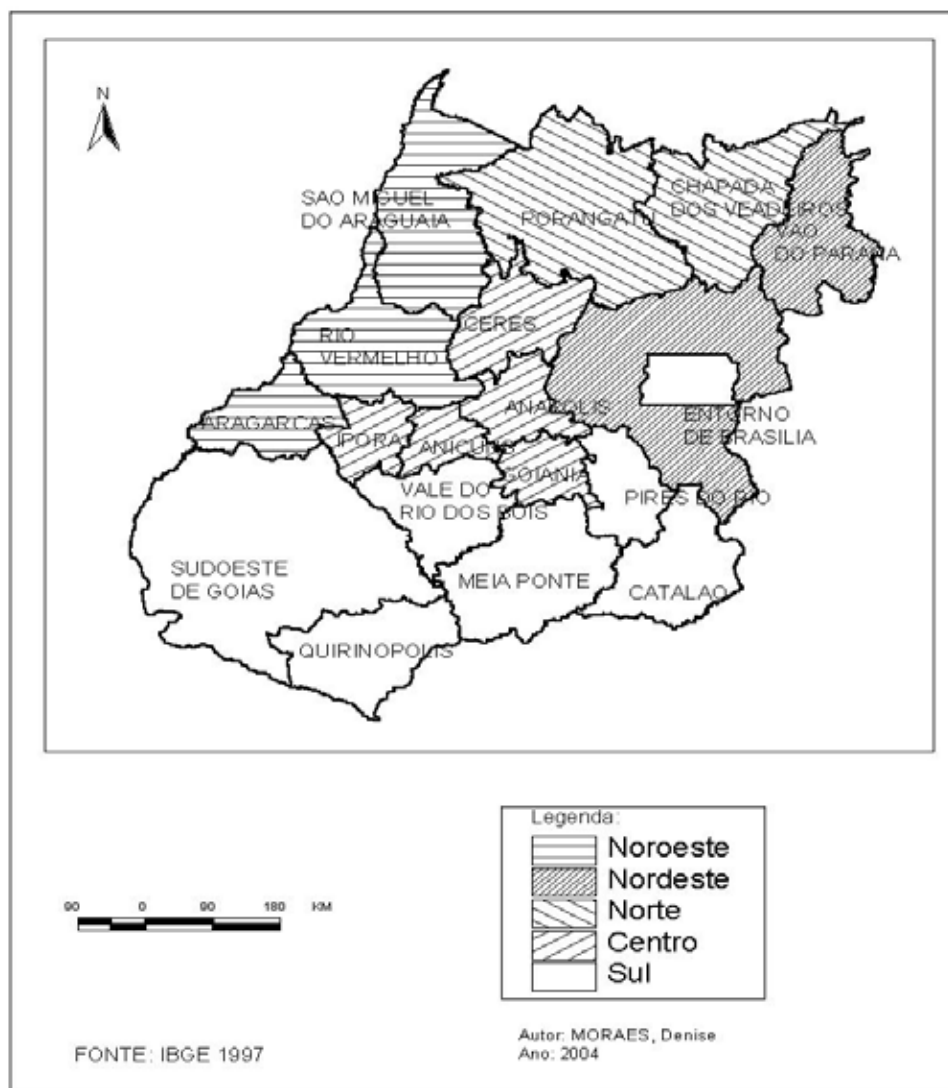 N
SAO MIGUEL
DO ARAGUAIA
PORANGATU
CHAPADA
DOS VEADEIROS
VAO
DO PARANA
CERES
RIO
VERMELHO
ARAGARCAS
IPORA
ANICUNS
ANAPOLIS
GOIANIA
ENTORNO
DE BRASILIA
VALE DO
RIO DOS BOIS
PIRES DO RIO
SUDOESTE
DE GOIAS
MEIA PONTE
CATALAO
QUIRINOPOLIS
Legenda:
Noroeste
Nordeste
Norte
Centro
Sul
90 0 90 180 KM
FONTE: IBGE 1997
Autor: MORAES, Denise
Ano: 2004